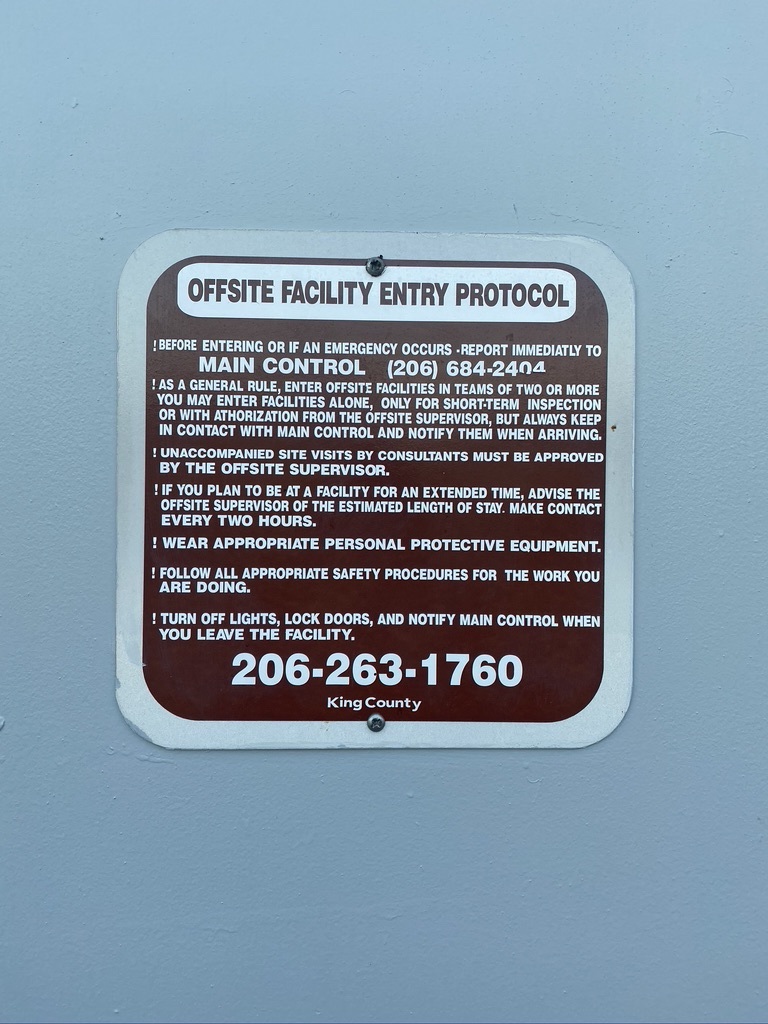 OFFSITE FACILITY ENTRY PROTOCOL
! BEFORE ENTERING OR IF AN EMERGENCY OCCURS -REPORT IMMEDIATLY TO
MAIN CONTROL (206) 684-2404
! AS A GENERAL RULE, ENTER OFFSITE FACILITIES IN TEAMS OF TWO OR MORE
YOU MAY ENTER FACILITIES ALONE, ONLY FOR SHORT-TERM INSPECTION
OR WITH ATHORIZATION FROM THE OFFSITE SUPERVISOR, BUT ALWAYS KEEP
IN CONTACT WITH MAIN CONTROL AND NOTIFY THEM WHEN ARRIVING.
! UNACCOMPANIED SITE VISITS BY CONSULTANTS MUST BE APPROVED
BY THE OFFSITE SUPERVISOR.
! IF YOU PLAN TO BE AT A FACILITY FOR AN EXTENDED TIME, ADVISE THE
OFFSITE SUPERVISOR OF THE ESTIMATED LENGTH OF STAY. MAKE CONTACT
EVERY TWO HOURS.
! WEAR APPROPRIATE PERSONAL PROTECTIVE EQUIPMENT.
! FOLLOW ALL APPROPRIATE SAFETY PROCEDURES FOR THE WORK YOU
ARE DOING.
! TURN OFF LIGHTS, LOCK DOORS, AND NOTIFY MAIN CONTROL WHEN
YOU LEAVE THE FACILITY.
206-263-1760
King County